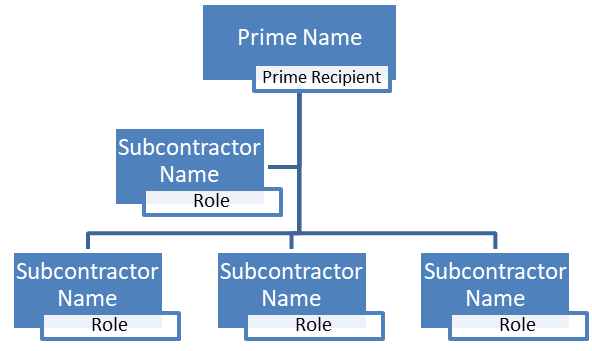 Prime Name
Prime Recipient
Subcontractor
Name
Role
Subcontractor
Name
Role
Subcontractor
Name
Role
Subcontractor
Name
Role